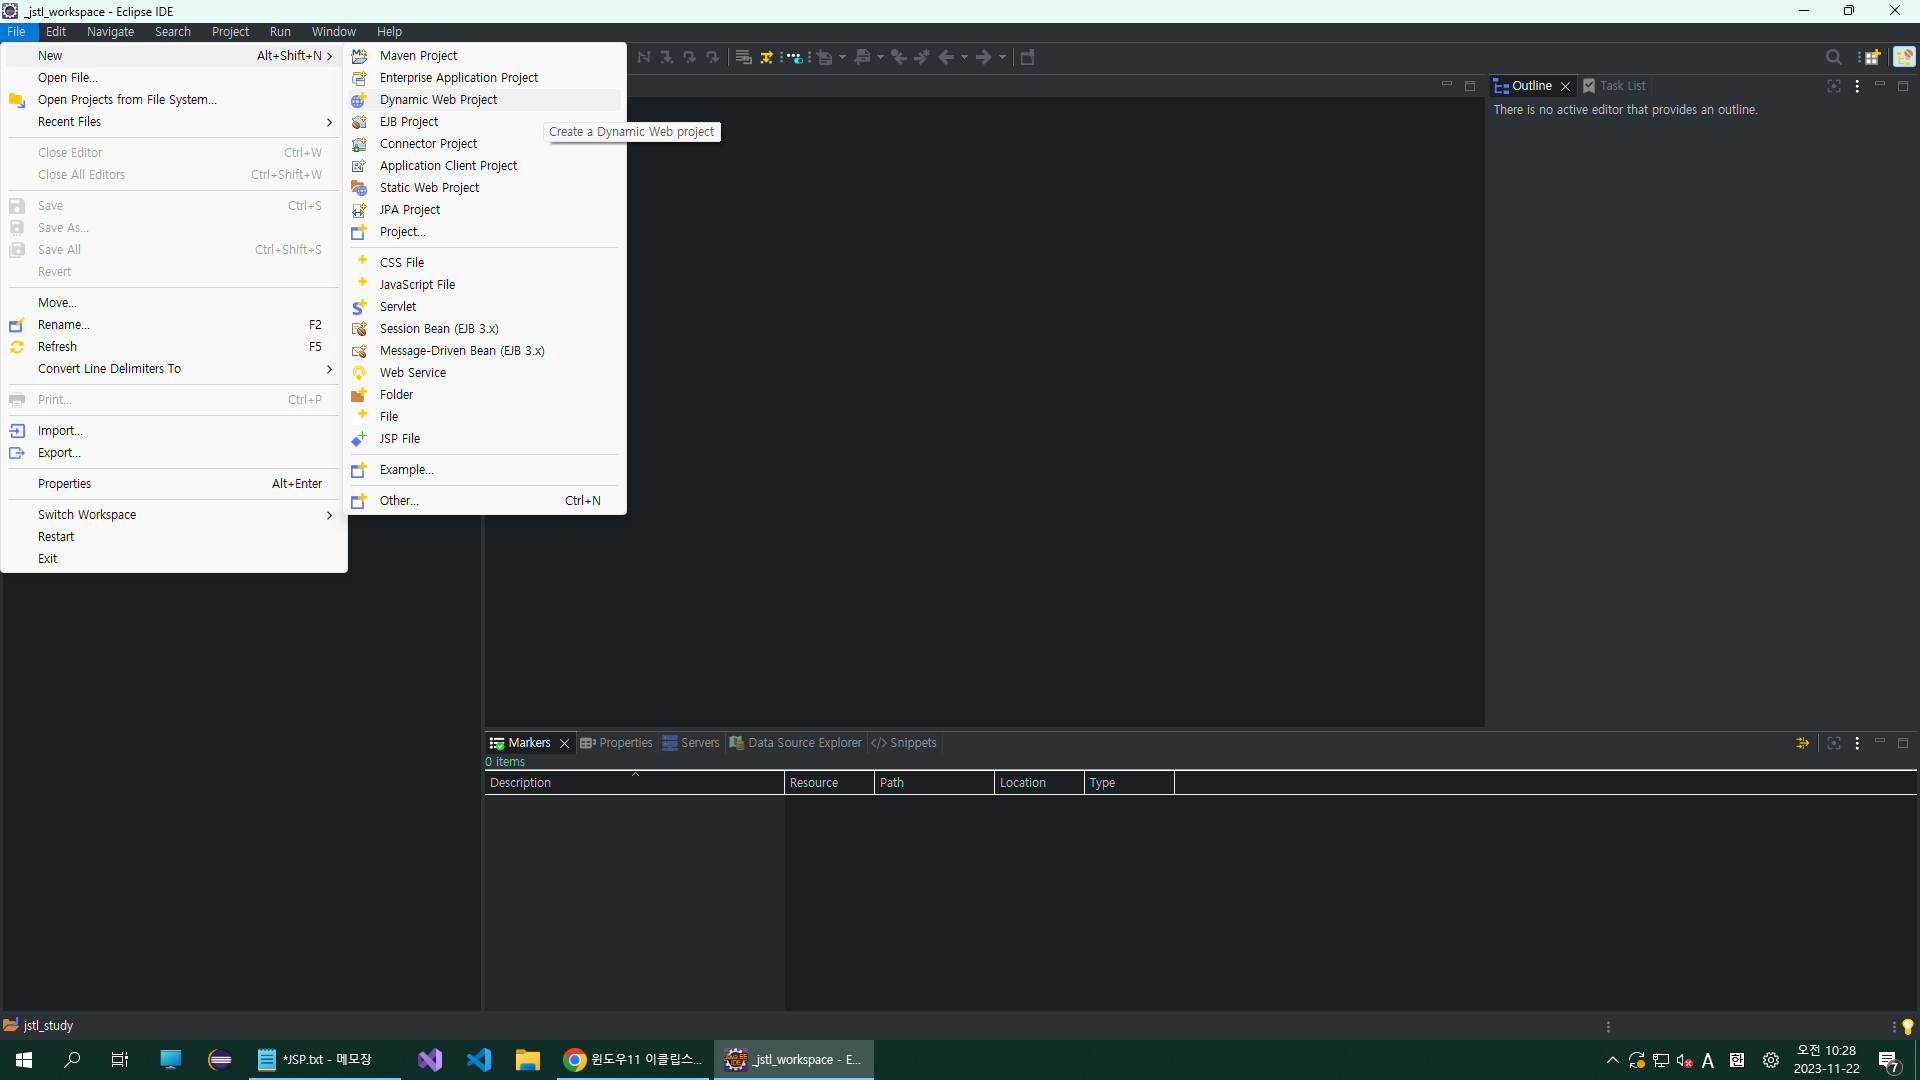 _jstl_workspace - Eclipse IDE
File Edit Navigate Search Project Run Window Help
New Alt+Shift+N
Open File...
Open Projects from File System...
Recent Files
Close Editor Ctrl+W
Close All Editors Ctrl+Shift+W
Save Ctrl+S
Save As...
Save All Ctrl+Shift+S
Revert
Move...
Rename... F2
Refresh F5
Convert Line Delimiters To
Print... Ctrl+P
Import...
Export...
Properties Alt+Enter
Switch Workspace
Restart
Exit
Maven Project
Enterprise Application Project
Dynamic Web Project
EJB Project
Connector Project
Application Client Project
Static Web Project
JPA Project
Project...
CSS File
JavaScript File
Servlet
Session Bean (EJB 3.x)
Message-Driven Bean (EJB 3.x)
Web Service
Folder
File
JSP File
Example...
Other... Ctrl+N
Create a Dynamic Web project
Outline Task List
There is no active editor that provides an outline.
Markers Properties Servers Data Source Explorer Snippets
0 items
Description Resource Path Location Type
jstl_study
*JSP.txt - 메모장
윈도우11 이클립스...
_jstl_workspace - E...
A 한
오전 10:28
2023-11-22
7